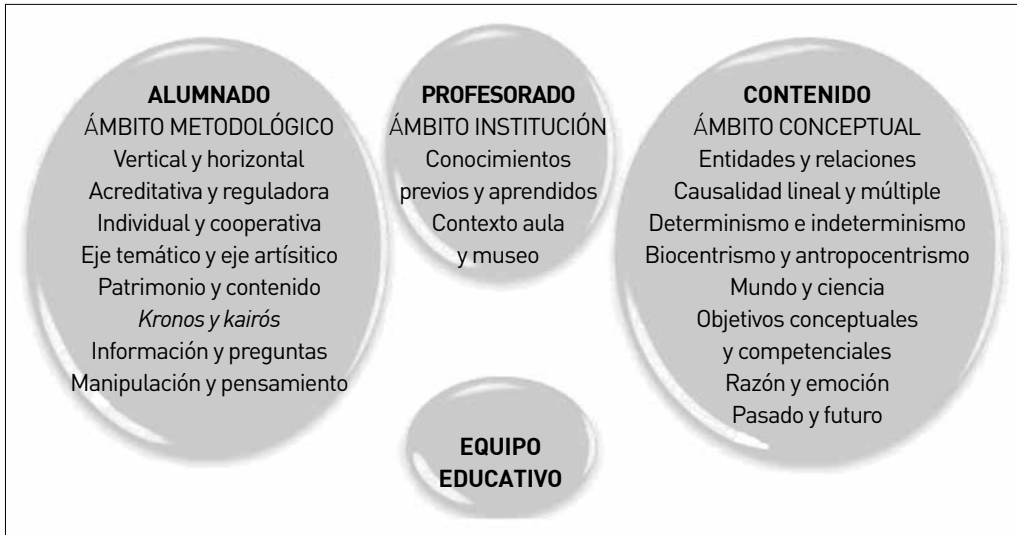 ALUMNADO
ÁMBITO METODOLÓGICO
Vertical y horizontal
Acreditativa y reguladora
Individual y cooperativa
Eje temático y eje artísitico
Patrimonio y contenido
Kronos y kairós
Información y preguntas
Manipulación y pensamiento
PROFESORADO
ÁMBITO INSTITUCIÓN
Conocimientos
previos y aprendidos
Contexto aula
y museo
CONTENIDO
ÁMBITO CONCEPTUAL
Entidades y relaciones
Causalidad lineal y múltiple
Determinismo e indeterminismo
Biocentrismo y antropocentrismo
Mundo y ciencia
Objetivos conceptuales
y competenciales
Razón y emoción
Pasado y futuro
EQUIPO
EDUCATIVO